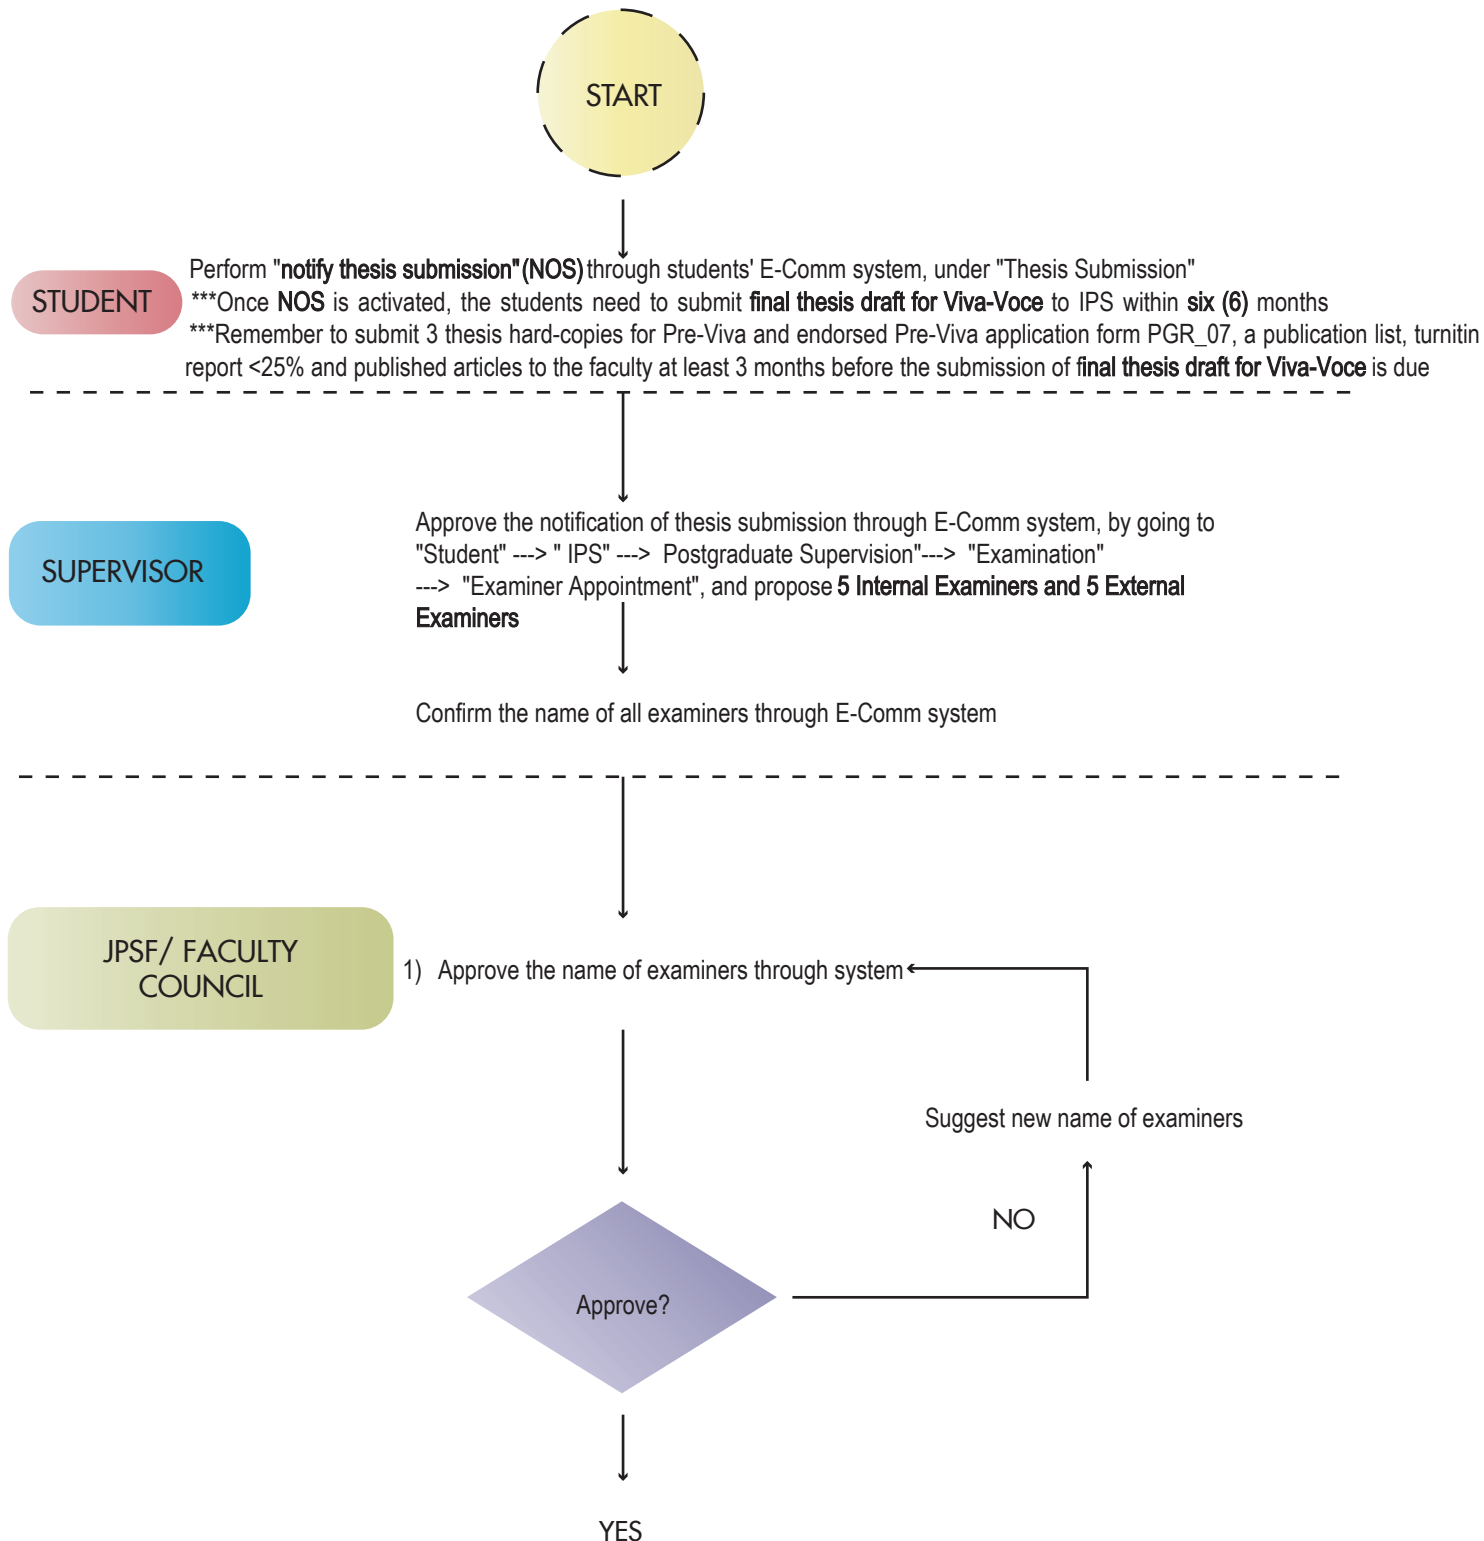 START
STUDENT
Perform "notify thesis submission" (NOS) through students' E-Comm system, under "Thesis Submission"
***Once NOS is activated, the students need to submit final thesis draft for Viva-Voce to IPS within six (6) months
***Remember to submit 3 thesis hard-copies for Pre-Viva and endorsed Pre-Viva application form PGR_07, a publication list, turnitin
report <25% and published articles to the faculty at least 3 months before the submission of final thesis draft for Viva-Voce is due
SUPERVISOR
Approve the notification of thesis submission through E-Comm system, by going to
"Student" ---> " IPS" ---> Postgraduate Supervision"---> "Examination"
---> "Examiner Appointment", and propose 5 Internal Examiners and 5 External
Examiners
Confirm the name of all examiners through E-Comm system
JPSF/ FACULTY
COUNCIL
1) Approve the name of examiners through system
Suggest new name of examiners
NO
Approve?
YES